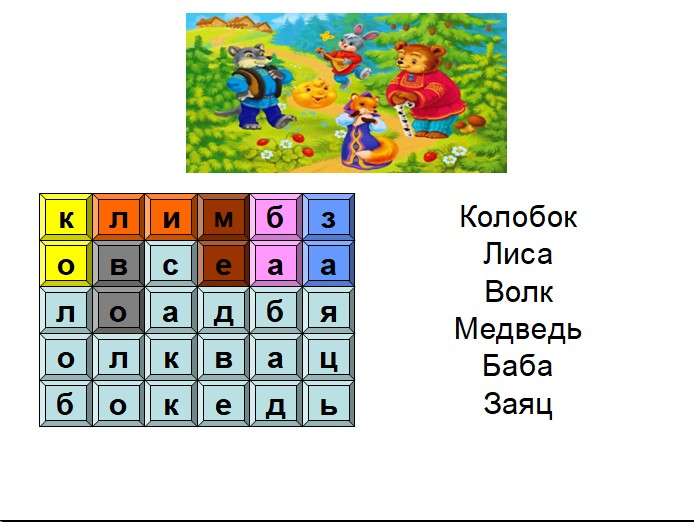 к л и м б з
о в с е а а
л о а д б я
о л к в а ц
б о к е д ь
Колобок
Лиса
Волк
Медведь
Баба
Заяц